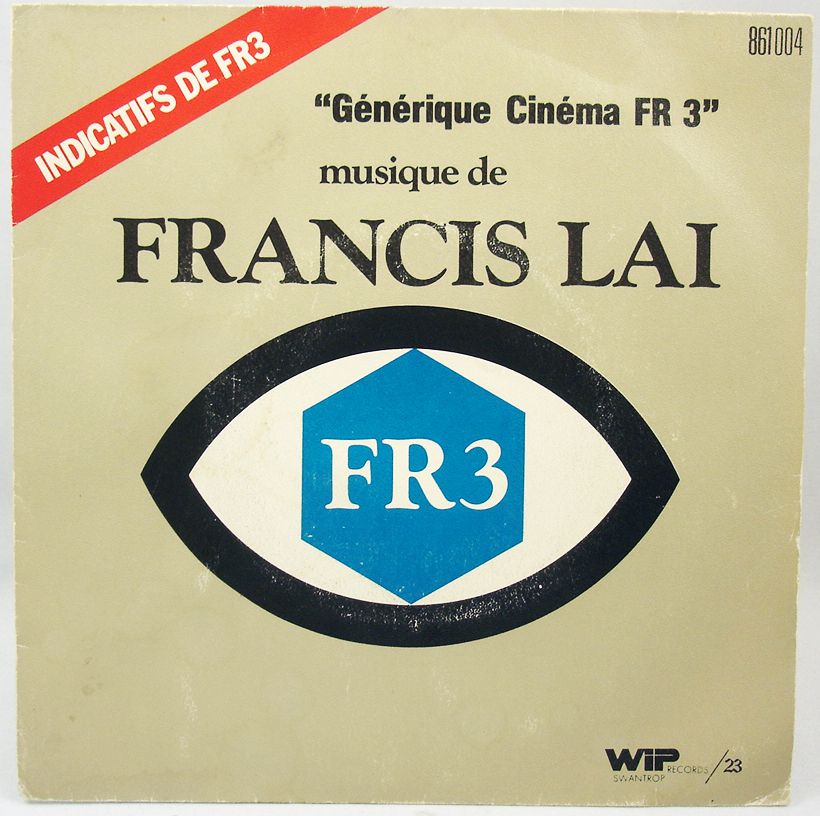 INDICATIFS DE FR3
861004
“Générique Cinéma FR 3”
musique de
FRANCIS LAI
FR3
WIP RECORDS /23
SWANTROP